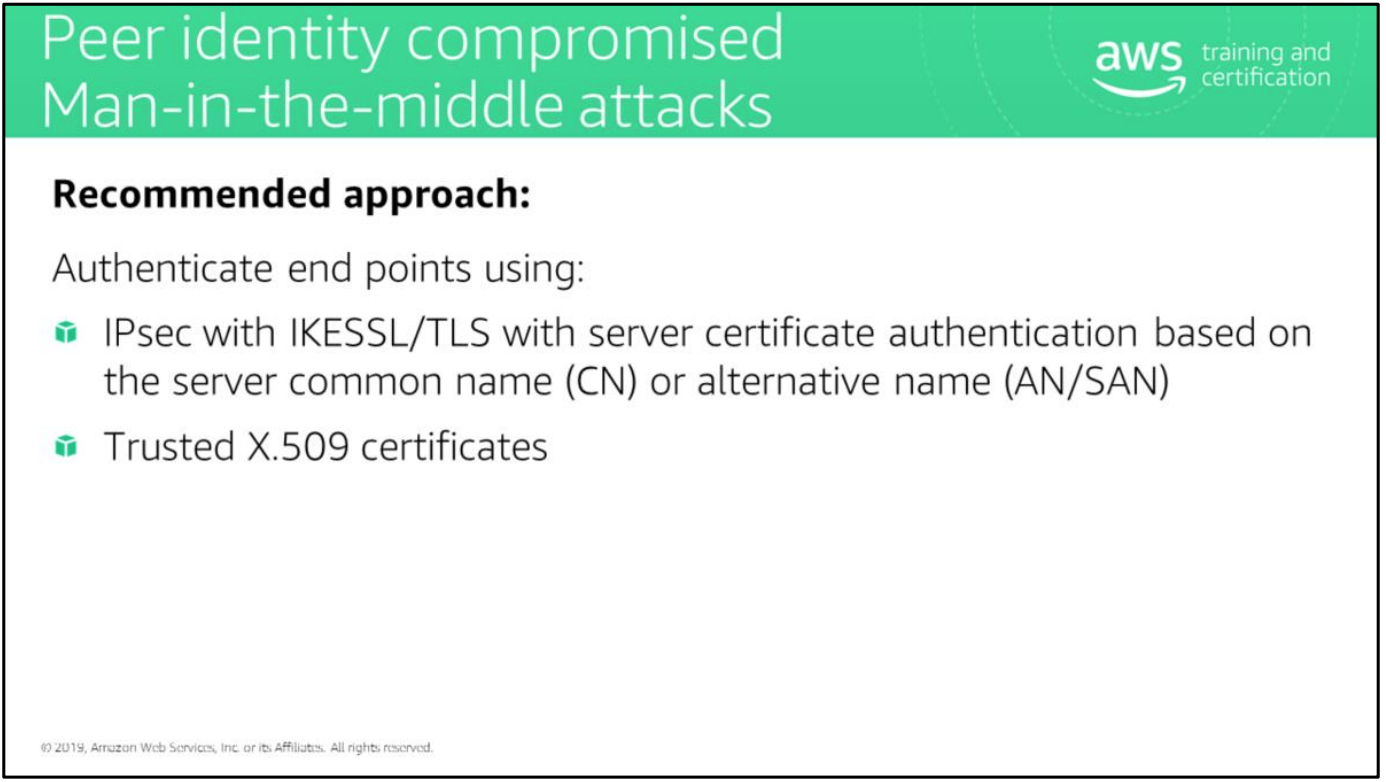 Peer identity compromised
Man-in-the-middle attacks
aws training and
certification
Recommended approach:
Authenticate end points using:
IPsec with IKESSL/TLS with server certificate authentication based on
the server common name (CN) or alternative name (AN/SAN)
Trusted X.509 certificates
© 2019, Amazon Web Services, Inc. or its Affiliates. All rights reserved.